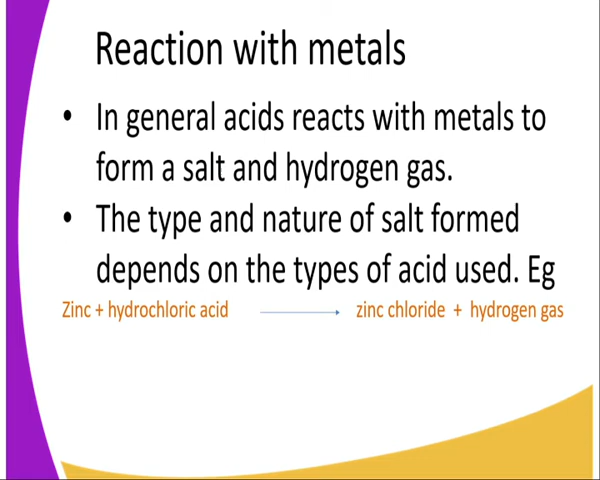 Reaction with metals
• In general acids reacts with metals to
form a salt and hydrogen gas.
• The type and nature of salt formed
depends on the types of acid used. Eg
Zinc + hydrochloric acid → zinc chloride + hydrogen gas